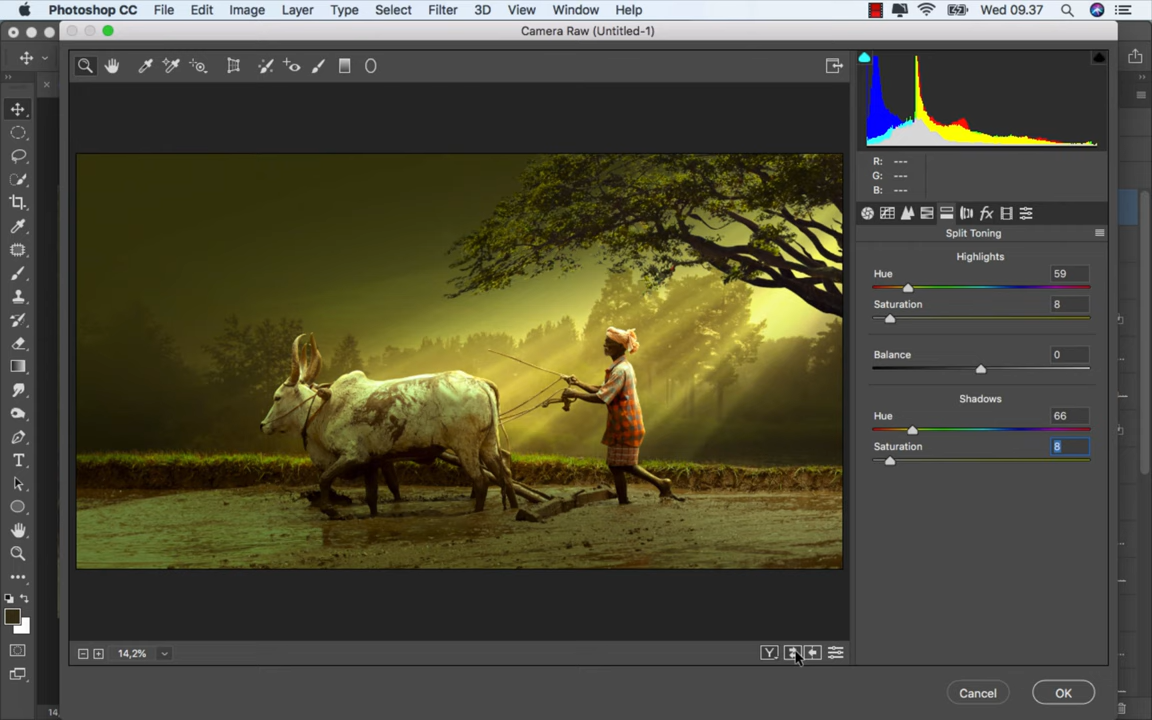 Photoshop CC File Edit Image Layer Type Select Filter 3D View Window Help Wed 09.37
Camera Raw (Untitled-1)
R: ---
G: ---
B: ---
Split Toning
Highlights
Hue 59
Saturation 8
Balance 0
Shadows
Hue 66
Saturation 8
14,2%
Y
Cancel OK
14